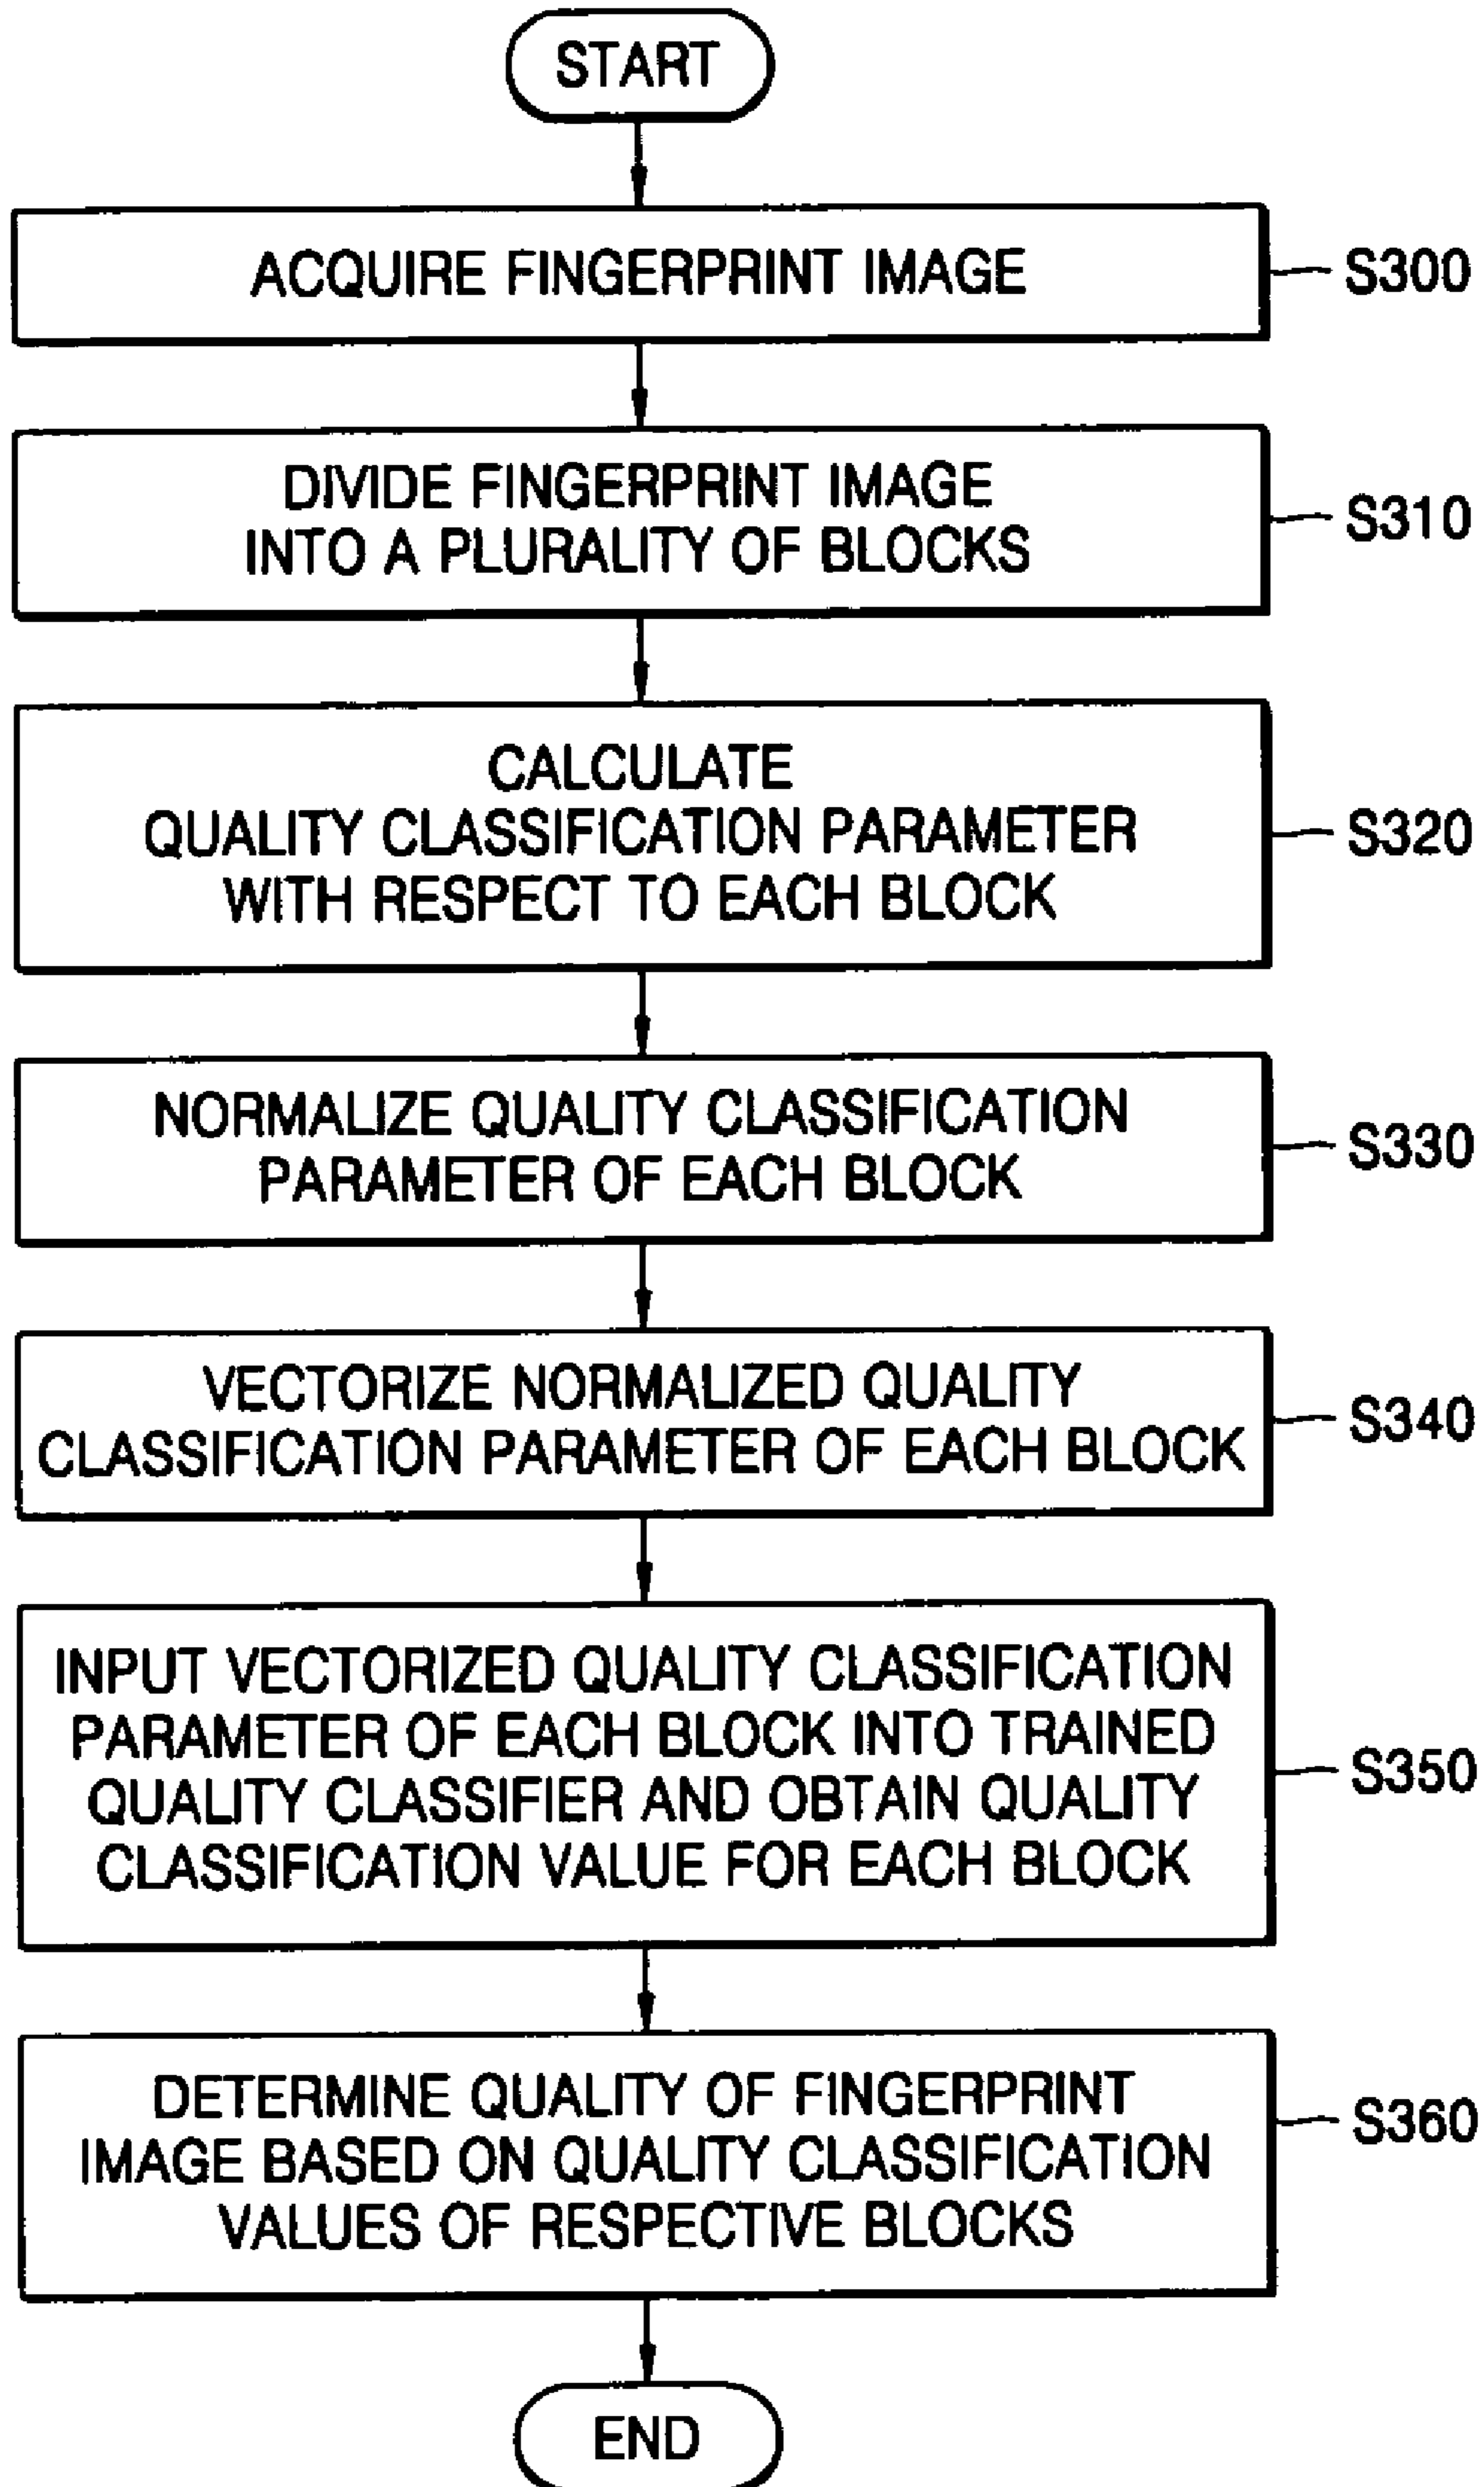 START
ACQUIRE FINGERPRINT IMAGE
S300
DIVIDE FINGERPRINT IMAGE
INTO A PLURALITY OF BLOCKS
S310
CALCULATE
QUALITY CLASSIFICATION PARAMETER
WITH RESPECT TO EACH BLOCK
S320
NORMALIZE QUALITY CLASSIFICATION
PARAMETER OF EACH BLOCK
S330
VECTORIZE NORMALIZED QUALITY
CLASSIFICATION PARAMETER OF EACH BLOCK
S340
INPUT VECTORIZED QUALITY CLASSIFICATION
PARAMETER OF EACH BLOCK INTO TRAINED
QUALITY CLASSIFIER AND OBTAIN QUALITY
CLASSIFICATION VALUE FOR EACH BLOCK
S350
DETERMINE QUALITY OF FINGERPRINT
IMAGE BASED ON QUALITY CLASSIFICATION
VALUES OF RESPECTIVE BLOCKS
S360
END